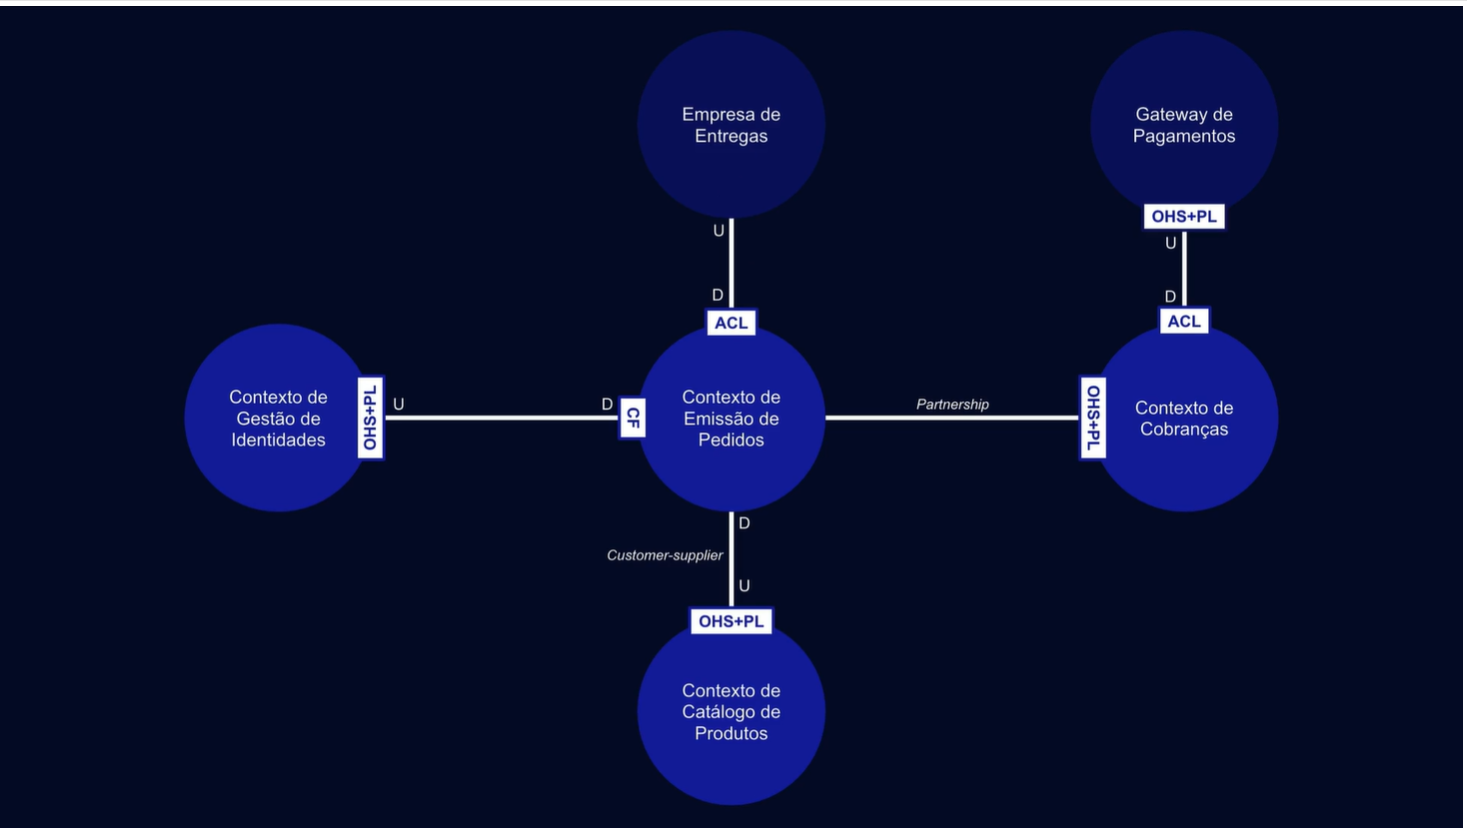 Empresa de
Entregas
Gateway de
Pagamentos
OHS+PL
U
U
D
D
ACL
ACL
Contexto de
Gestão de
Identidades
OHS+PL
U
D
CF
Contexto de
Emissão de
Pedidos
Partnership
OHS+PL
Contexto de
Cobranças
D
Customer-supplier
U
OHS+PL
Contexto de
Catálogo de
Produtos